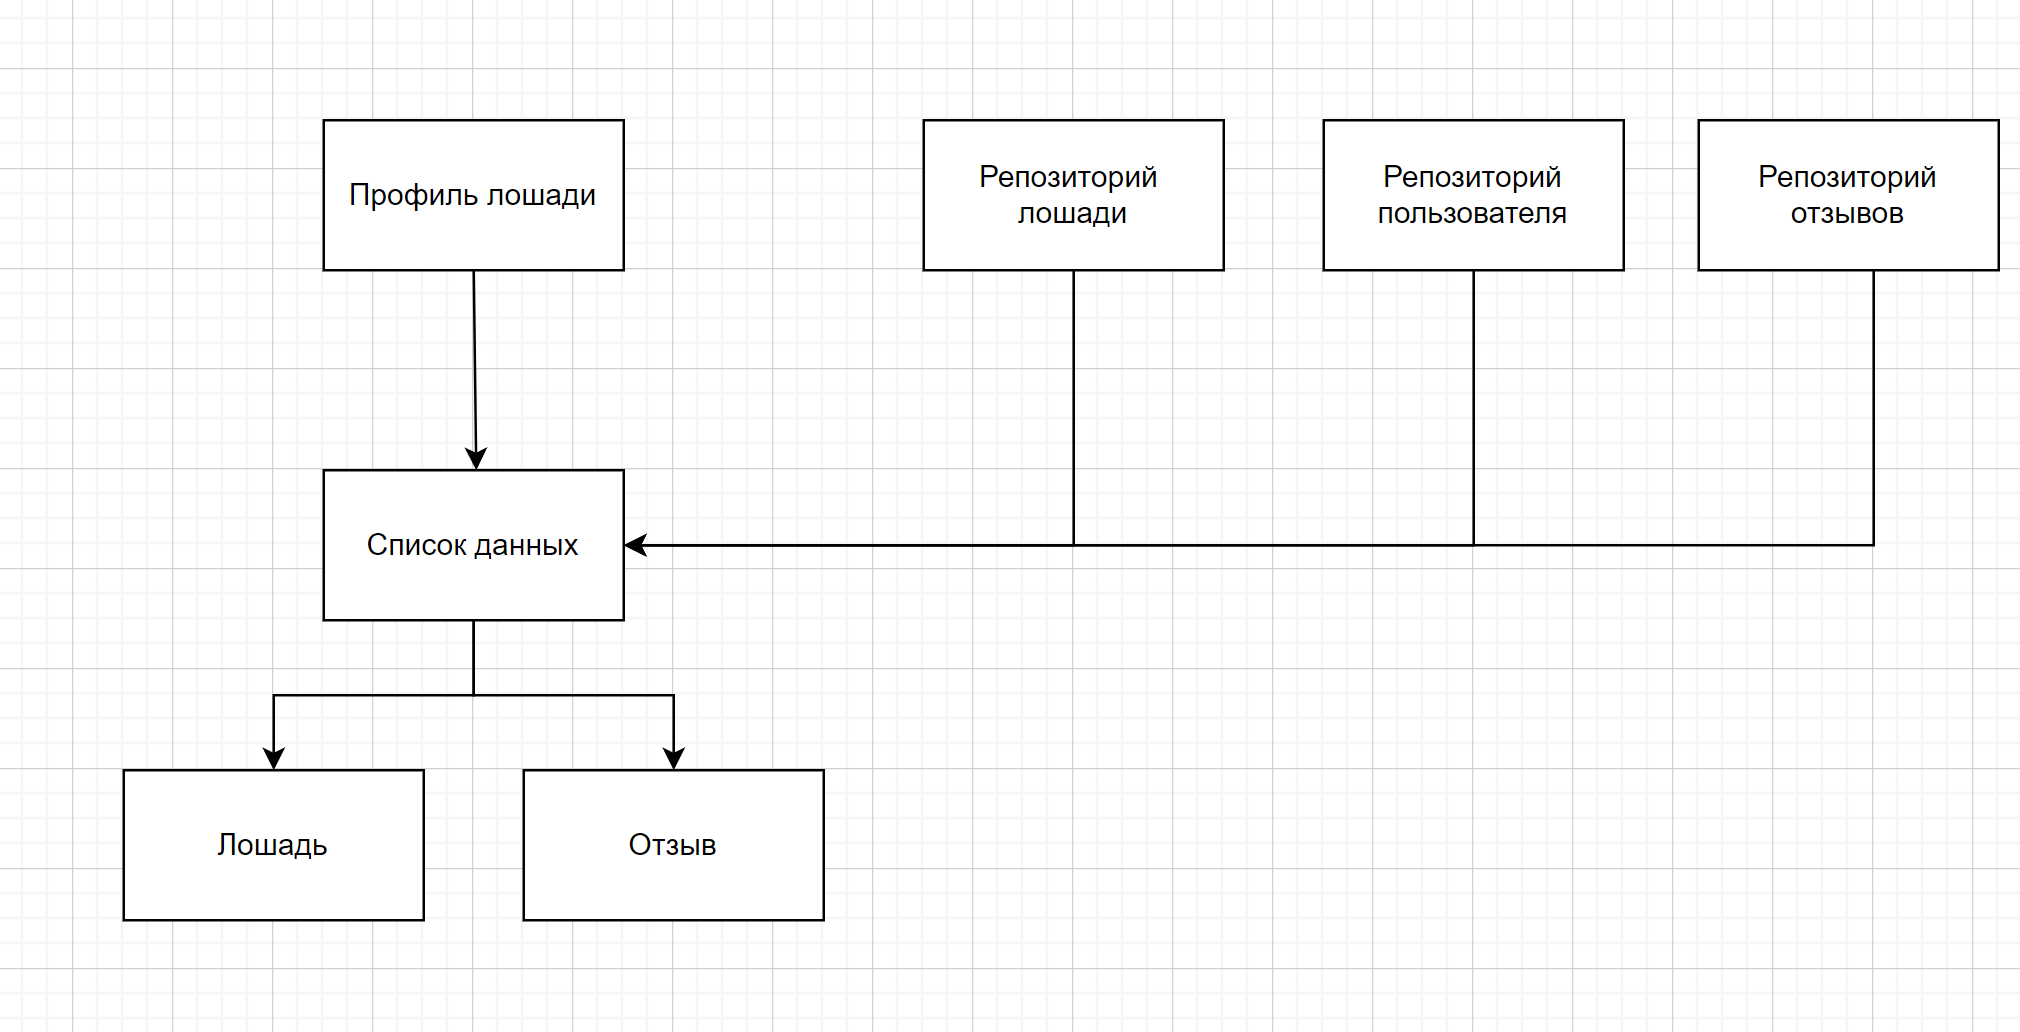 Профиль лошади
Репозиторий
лошади
Репозиторий
пользователя
Репозиторий
отзывов
Список данных
Лошадь
Отзыв